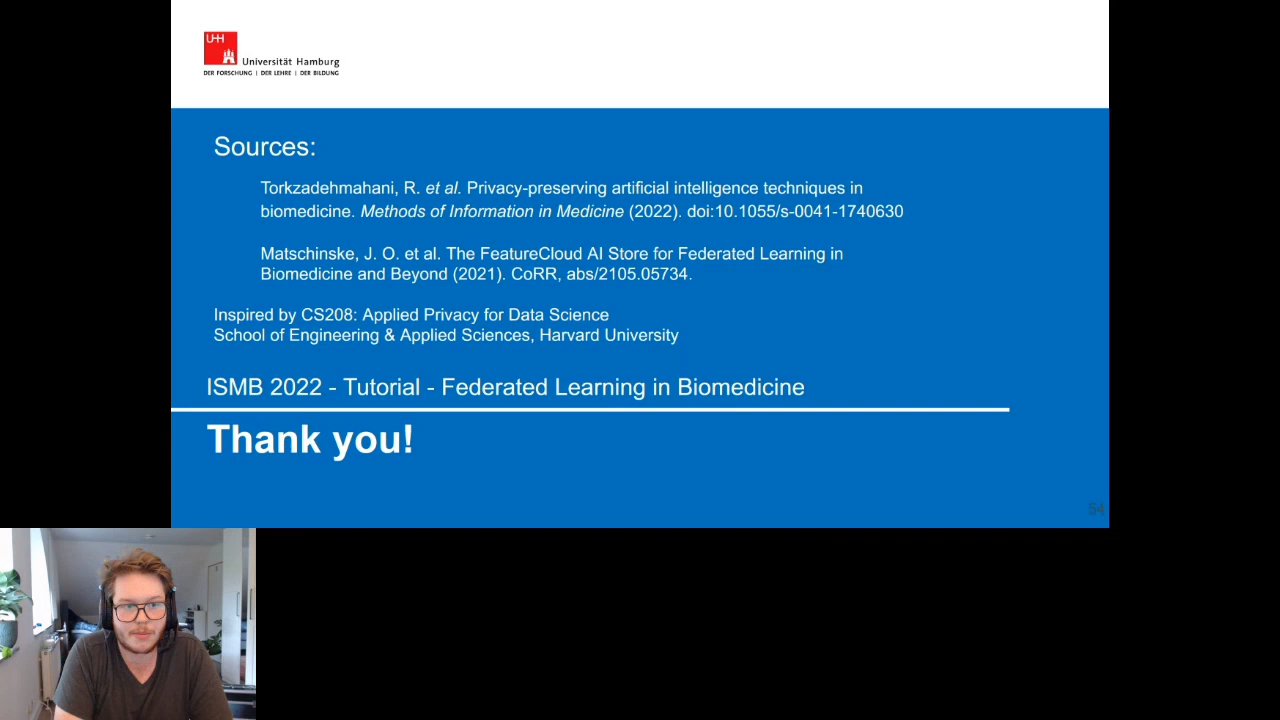 UHH
Universität Hamburg
DER FORSCHUNG | DER LEHRE | DER BILDUNG
Sources:
Torkzadehmahani, R. et al. Privacy-preserving artificial intelligence techniques in
biomedicine. Methods of Information in Medicine (2022). doi:10.1055/s-0041-1740630
Matschinske, J. O. et al. The FeatureCloud AI Store for Federated Learning in
Biomedicine and Beyond (2021). CoRR, abs/2105.05734.
Inspired by CS208: Applied Privacy for Data Science
School of Engineering & Applied Sciences, Harvard University
ISMB 2022 - Tutorial - Federated Learning in Biomedicine
Thank you!
54